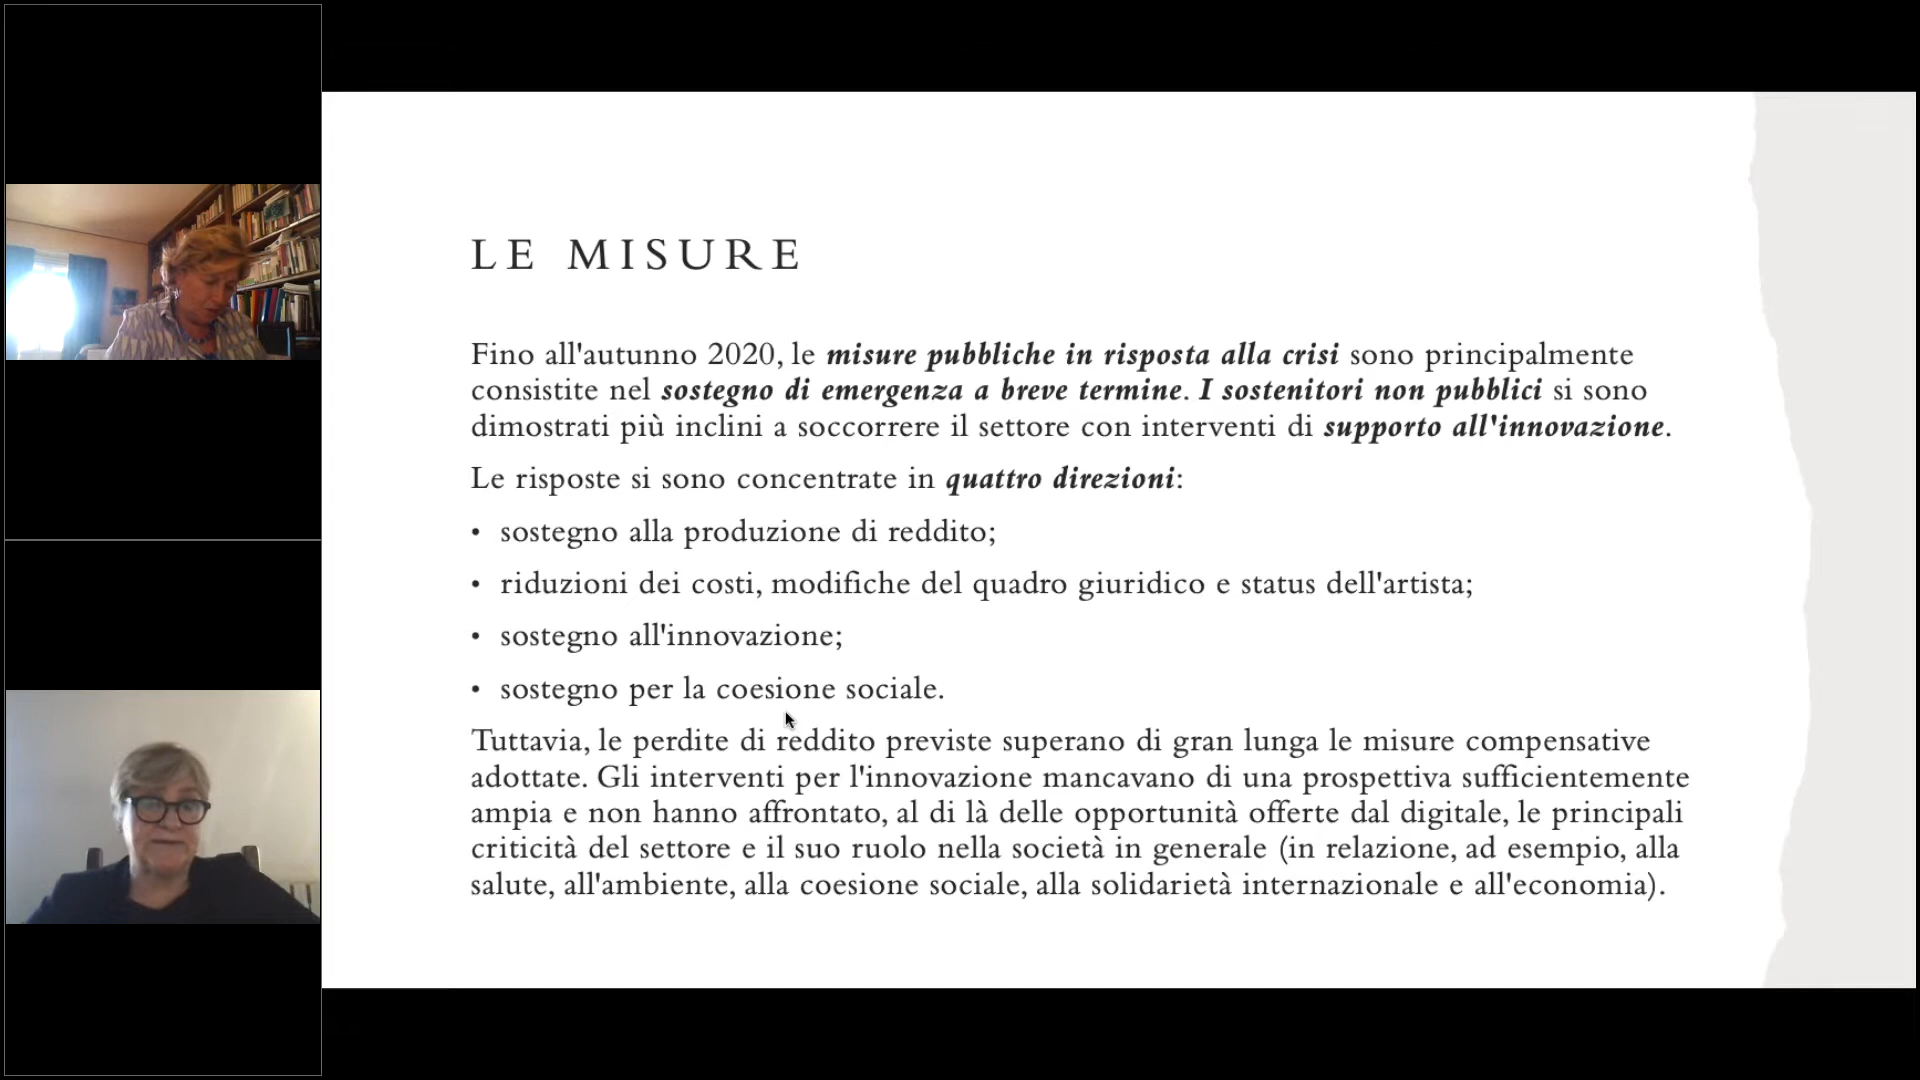 LE MISURE
Fino all'autunno 2020, le misure pubbliche in risposta alla crisi sono principalmente
consistite nel sostegno di emergenza a breve termine. I sostenitori non pubblici si sono
dimostrati più inclini a soccorrere il settore con interventi di supporto all'innovazione.
Le risposte si sono concentrate in quattro direzioni:
• sostegno alla produzione di reddito;
• riduzioni dei costi, modifiche del quadro giuridico e status dell'artista;
• sostegno all'innovazione;
• sostegno per la coesione sociale.
Tuttavia, le perdite di reddito previste superano di gran lunga le misure compensative
adottate. Gli interventi per l'innovazione mancavano di una prospettiva sufficientemente
ampia e non hanno affrontato, al di là delle opportunità offerte dal digitale, le principali
criticità del settore e il suo ruolo nella società in generale (in relazione, ad esempio, alla
salute, all'ambiente, alla coesione sociale, alla solidarietà internazionale e all'economia).